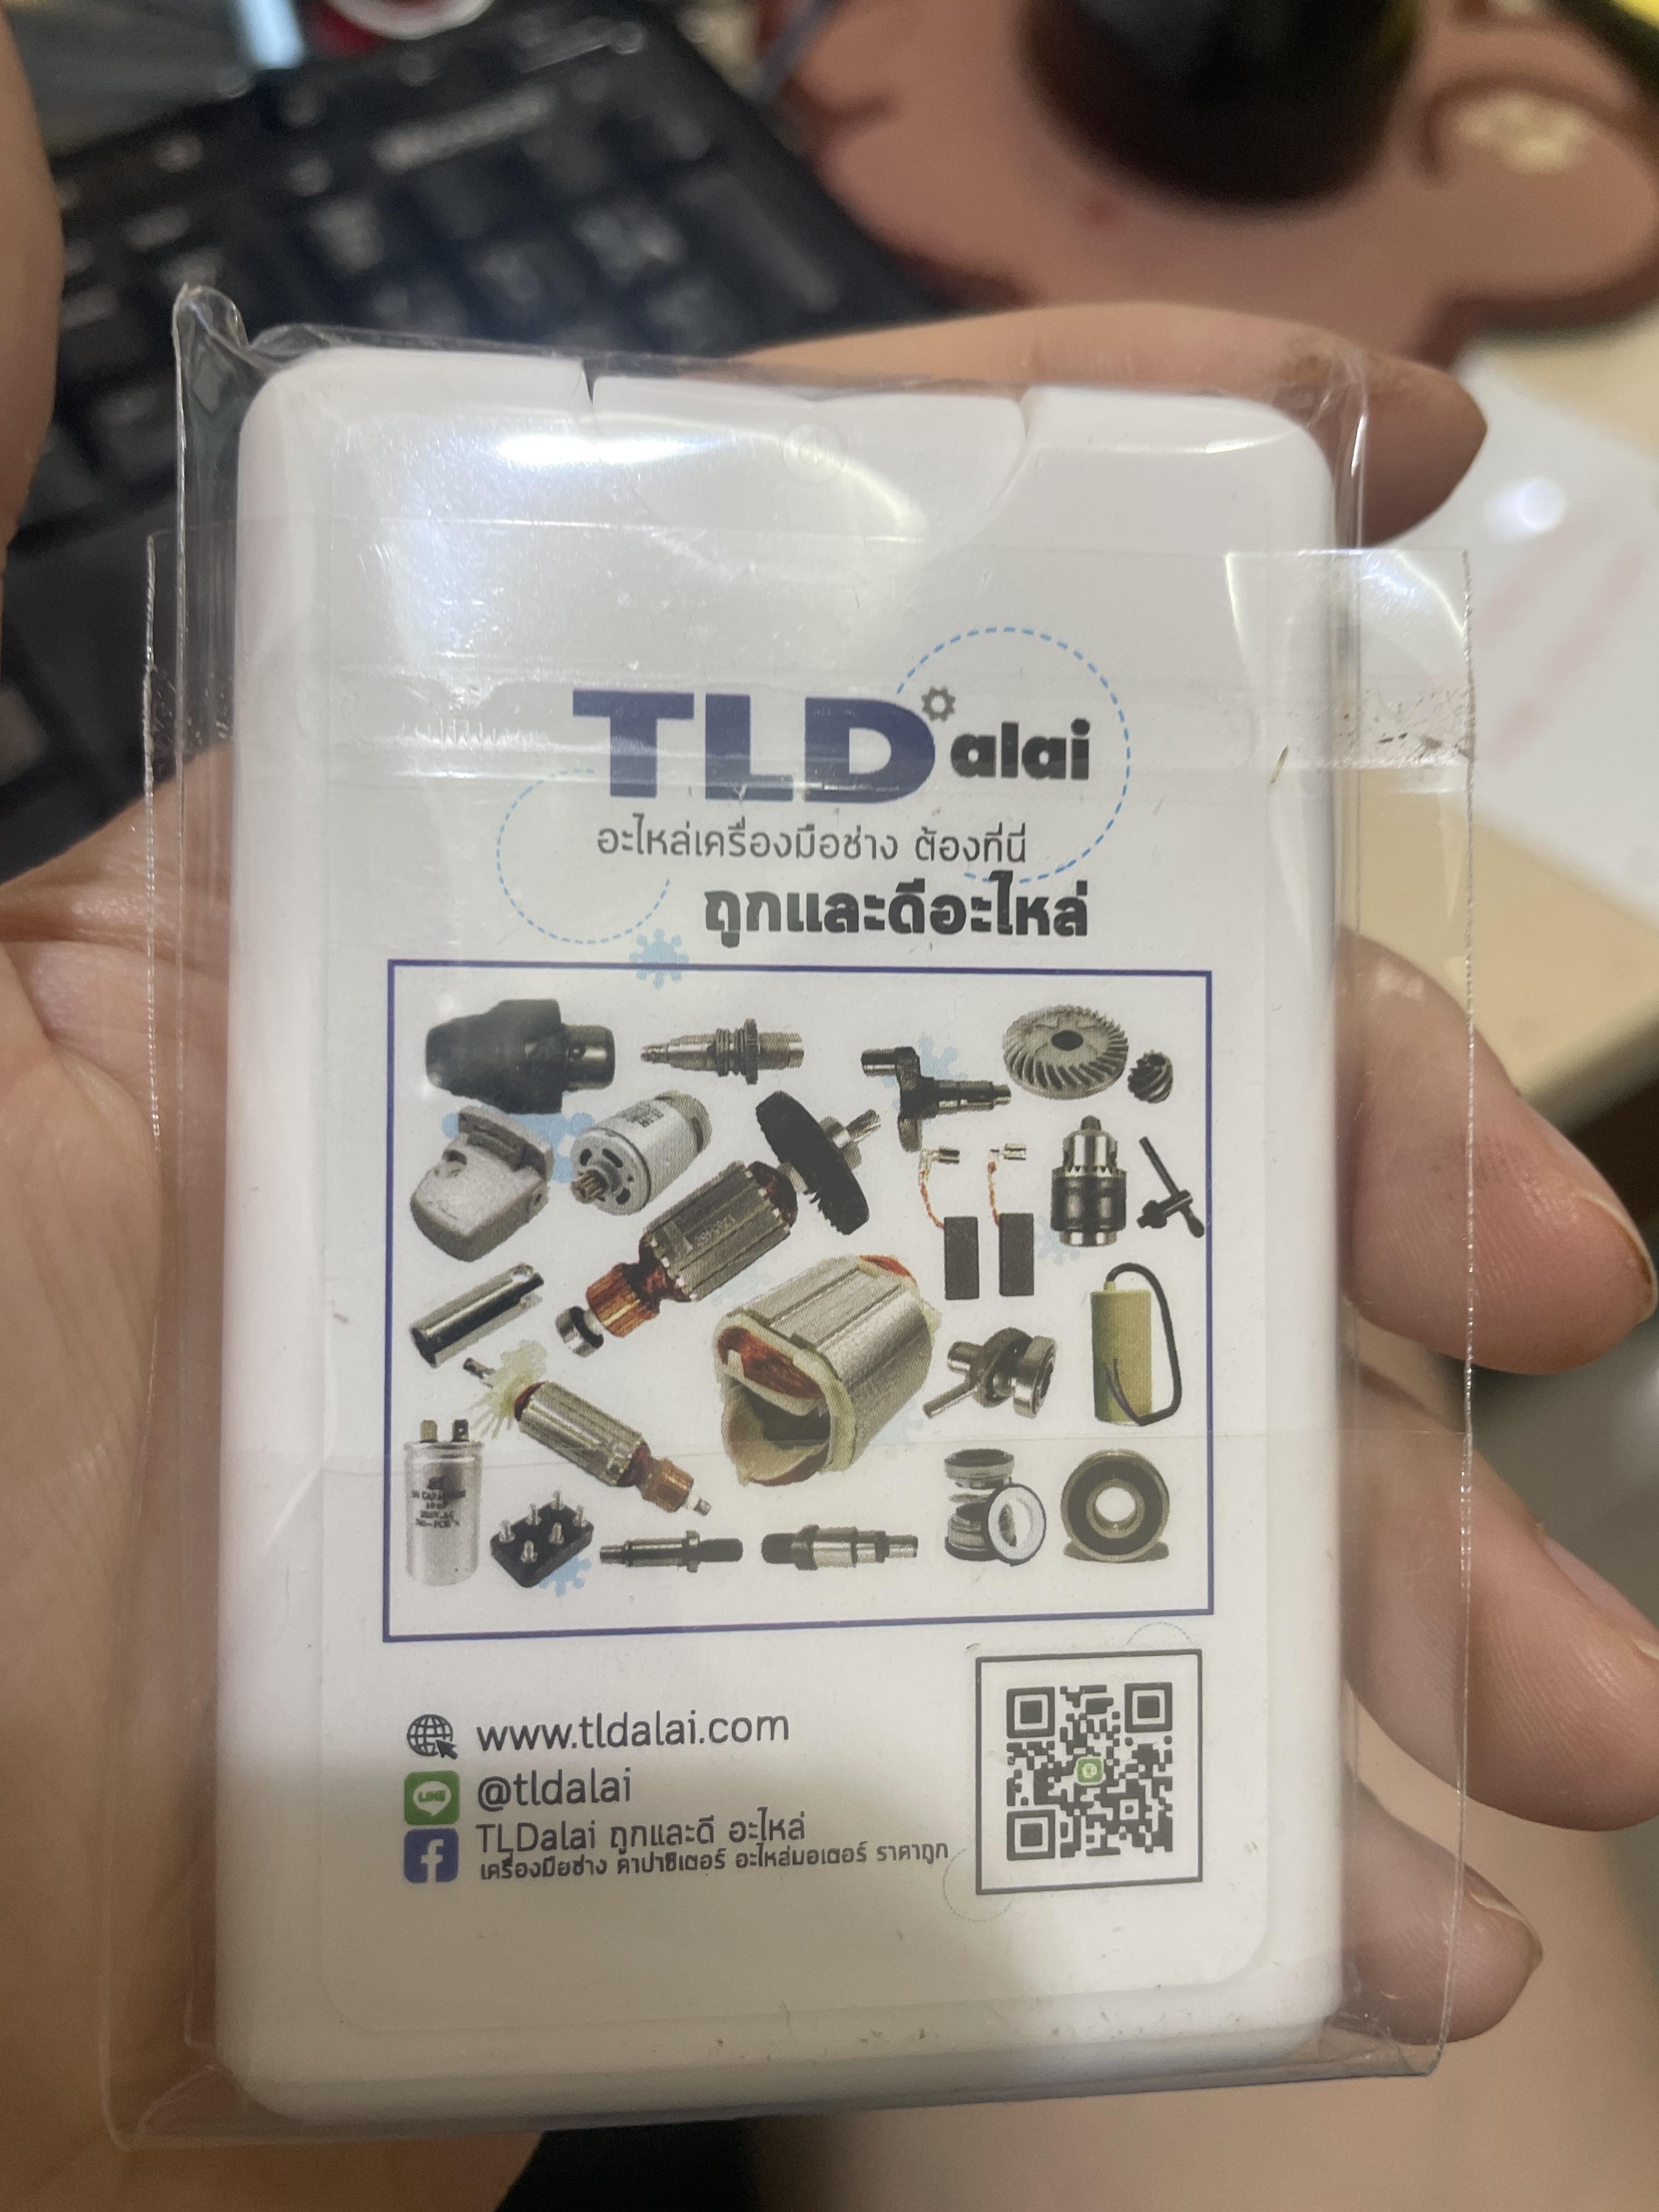 TLDalai
อะไหล่เครื่องมือช่าง ต้องที่นี่
ถูกและดีอะไหล่
www.tldalai.com
LINE
@tldalai
TLDalai ถูกและดี อะไหล่
เครื่องมือช่าง คาปาซิเตอร์ อะไหล่มอเตอร์ ราคาถูก